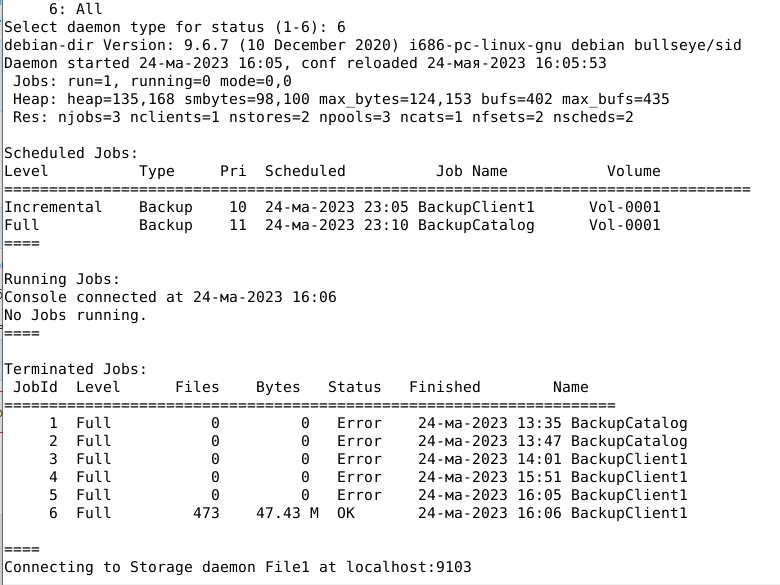 6: All
Select daemon type for status (1-6): 6
debian-dir Version: 9.6.7 (10 December 2020) i686-pc-linux-gnu debian bullseye/sid
Daemon started 24-ма-2023 16:05, conf reloaded 24-мая-2023 16:05:53
Jobs: run=1, running=0 mode=0,0
Heap: heap=135,168 smbytes=98,100 max_bytes=124,153 bufs=402 max_bufs=435
Res: njobs=3 nclients=1 nstores=2 npools=3 ncats=1 nfsets=2 nscheds=2
Scheduled Jobs:
Level Type Pri Scheduled Job Name Volume
===================================================================================
Incremental Backup 10 24-ма-2023 23:05 BackupClient1 Vol-0001
Full Backup 11 24-ма-2023 23:10 BackupCatalog Vol-0001
====
Running Jobs:
Console connected at 24-ма-2023 16:06
No Jobs running.
====
Terminated Jobs:
JobId Level Files Bytes Status Finished Name
====================================================================
1 Full 0 0 Error 24-ма-2023 13:35 BackupCatalog
2 Full 0 0 Error 24-ма-2023 13:47 BackupCatalog
3 Full 0 0 Error 24-ма-2023 14:01 BackupClient1
4 Full 0 0 Error 24-ма-2023 15:51 BackupClient1
5 Full 0 0 Error 24-ма-2023 16:05 BackupClient1
6 Full 473 47.43 M OK 24-ма-2023 16:06 BackupClient1
====
Connecting to Storage daemon File1 at localhost:9103